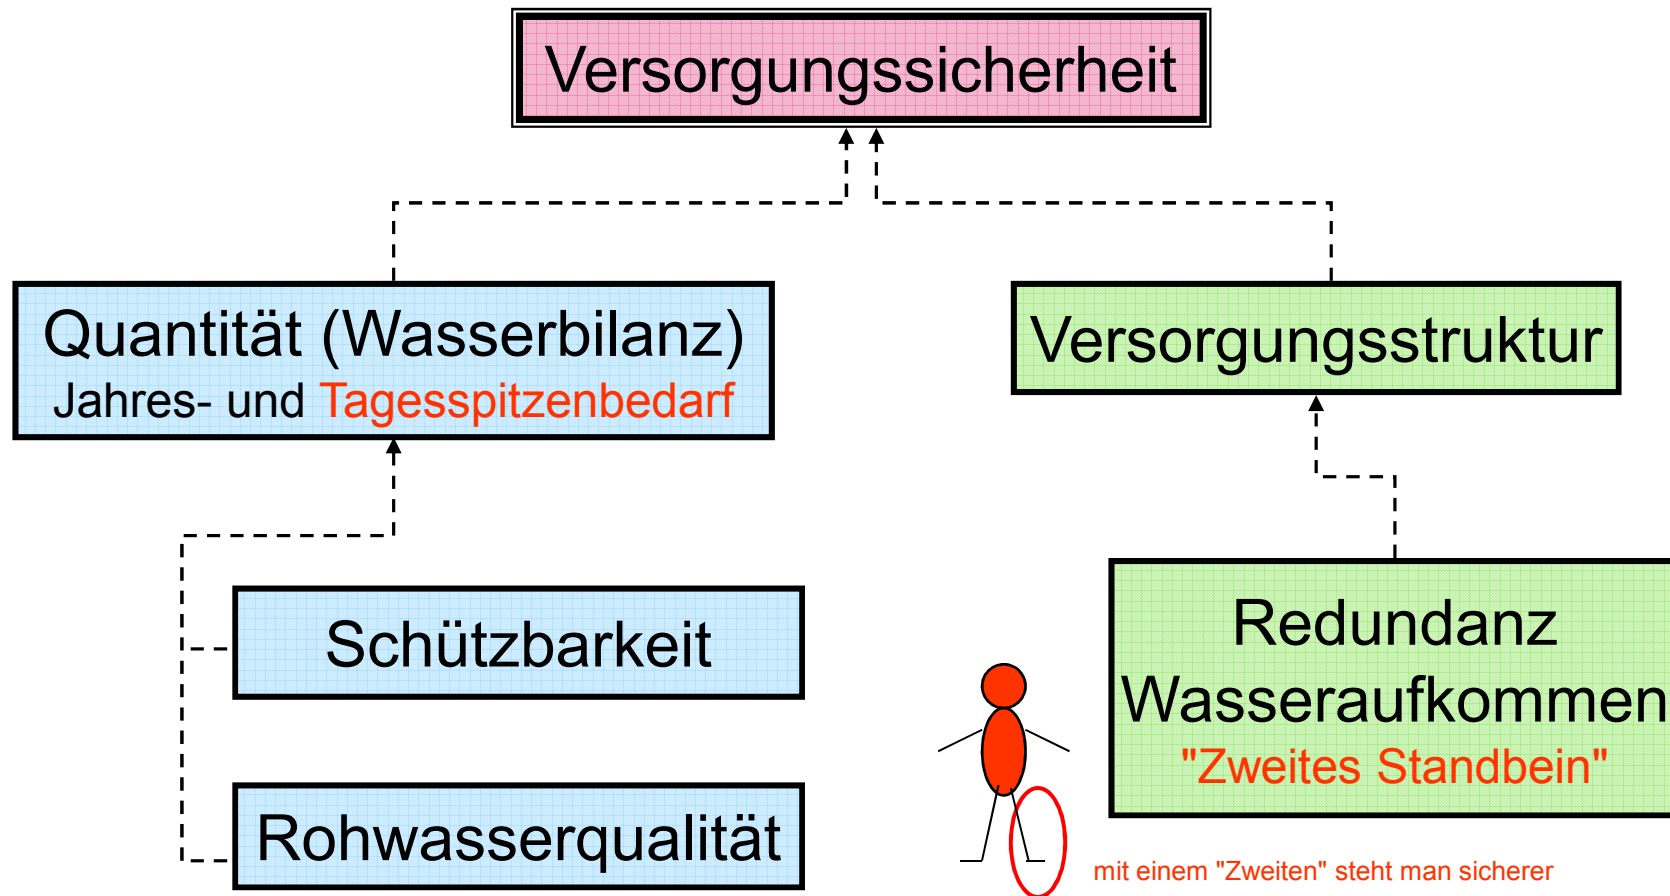 Versorgungssicherheit
Quantität (Wasserbilanz)
Jahres- und Tagesspitzenbedarf
Versorgungsstruktur
Schützbarkeit
Rohwasserqualität
Redundanz
Wasseraufkommen
"Zweites Standbein"
mit einem "Zweiten" steht man sicherer